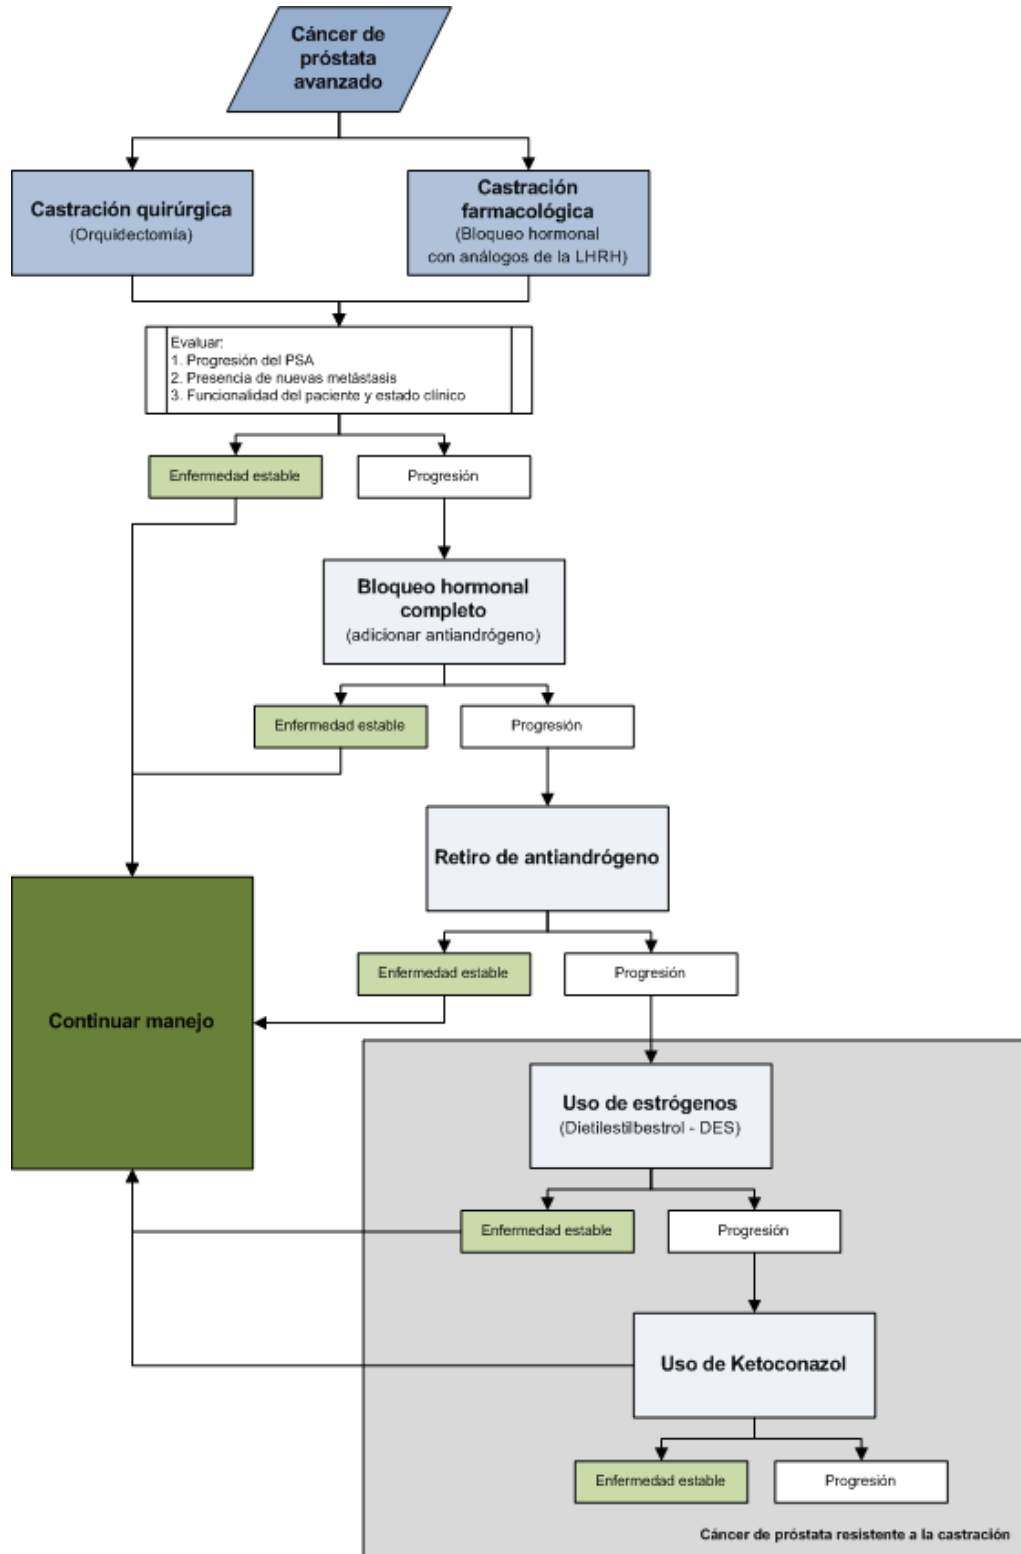 Cáncer de
próstata
avanzado
Castración quirúrgica
(Orquidectomía)
Castración
farmacológica
(Bloqueo hormonal
con análogos de la LHRH)
Evaluar:
1. Progresión del PSA
2. Presencia de nuevas metástasis
3. Funcionalidad del paciente y estado clínico
Enfermedad estable
Progresión
Bloqueo hormonal
completo
(adicionar antiandrógeno)
Enfermedad estable
Progresión
Retiro de antiandrógeno
Enfermedad estable
Progresión
Continuar manejo
Uso de estrógenos
(Dietilestilbestrol - DES)
Enfermedad estable
Progresión
Uso de Ketoconazol
Enfermedad estable
Progresión
Cáncer de próstata resistente a la castración